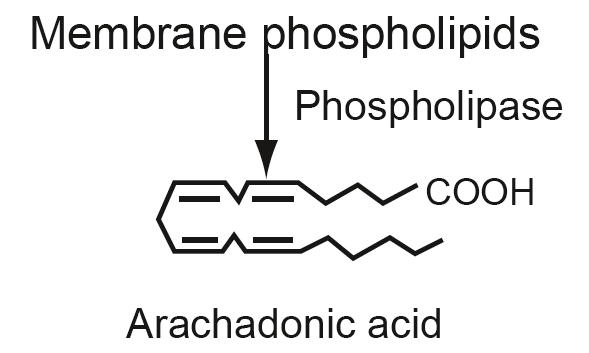 Membrane phospholipids
Phospholipase
COOH
Arachadonic acid